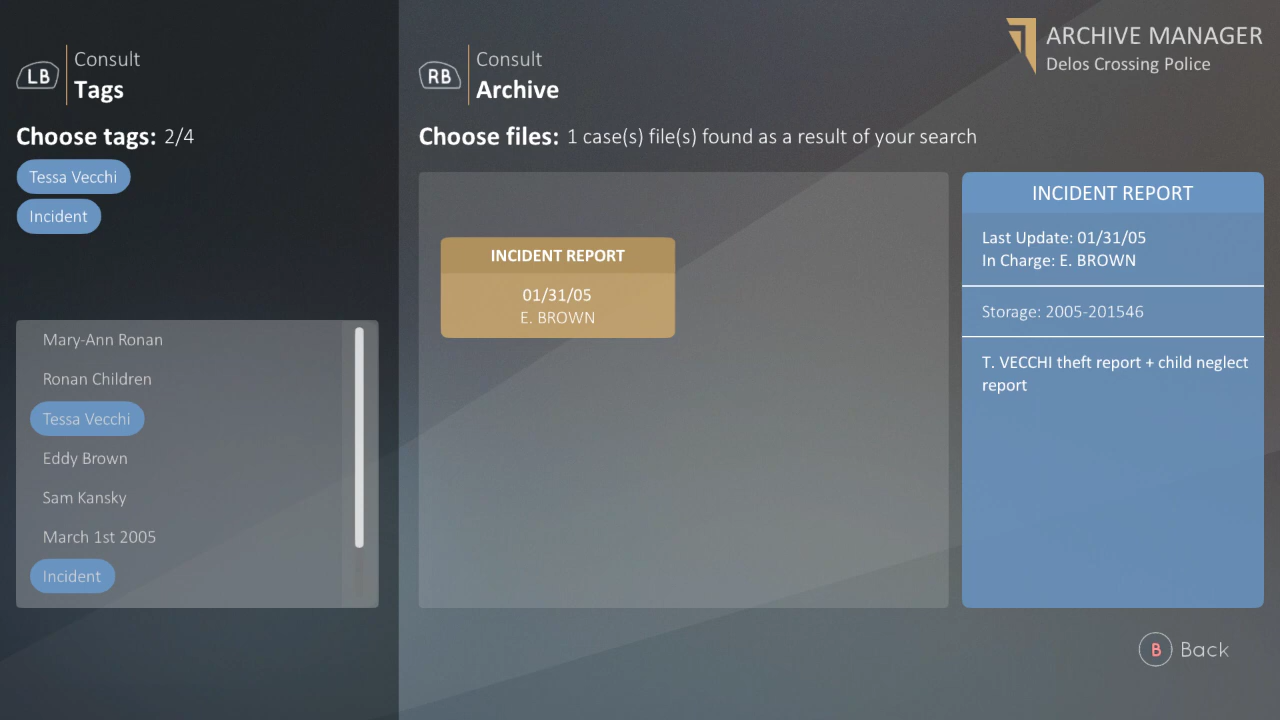 LB
Consult
Tags
Choose tags: 2/4
Tessa Vecchi
Incident
Mary-Ann Ronan
Ronan Children
Tessa Vecchi
Eddy Brown
Sam Kansky
March 1st 2005
Incident
RB
Consult
Archive
ARCHIVE MANAGER
Delos Crossing Police
Choose files: 1 case(s) file(s) found as a result of your search
INCIDENT REPORT
01/31/05
E. BROWN
INCIDENT REPORT
Last Update: 01/31/05
In Charge: E. BROWN
Storage: 2005-201546
T. VECCHI theft report + child neglect
report
B Back